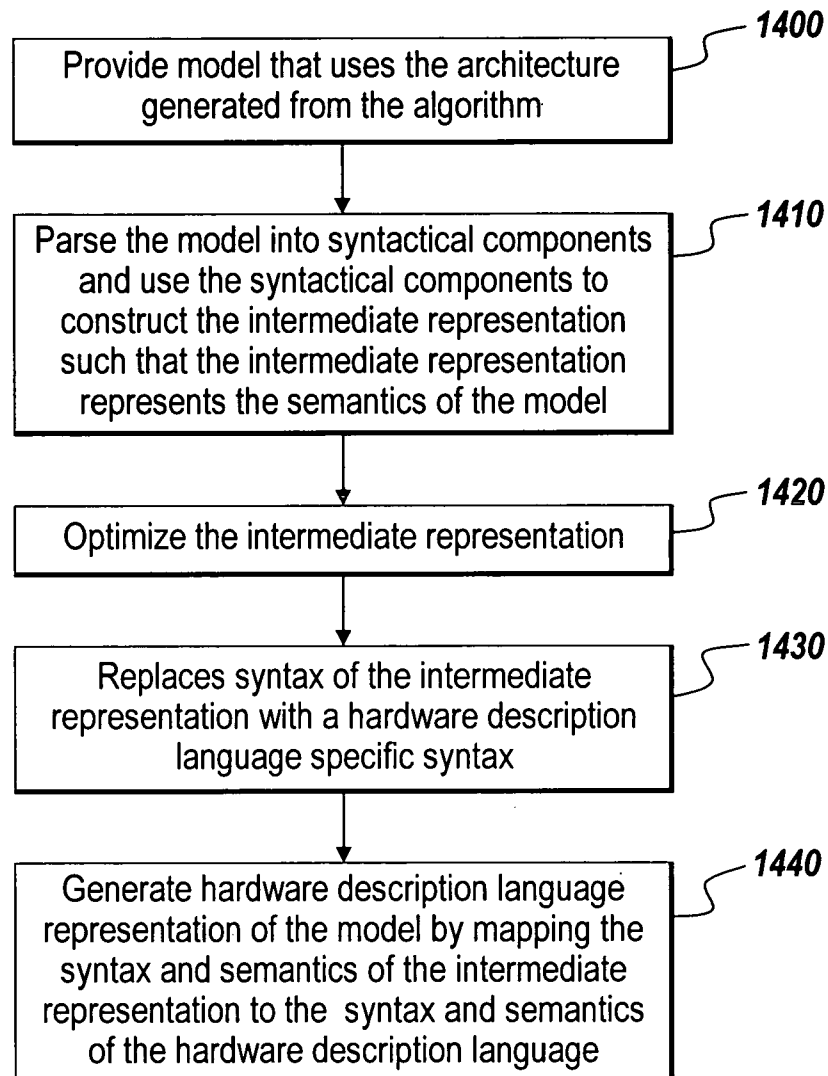 1400
Provide model that uses the architecture
generated from the algorithm
1410
Parse the model into syntactical components
and use the syntactical components to
construct the intermediate representation
such that the intermediate representation
represents the semantics of the model
1420
Optimize the intermediate representation
1430
Replaces syntax of the intermediate
representation with a hardware description
language specific syntax
1440
Generate hardware description language
representation of the model by mapping the
syntax and semantics of the intermediate
representation to the syntax and semantics
of the hardware description language